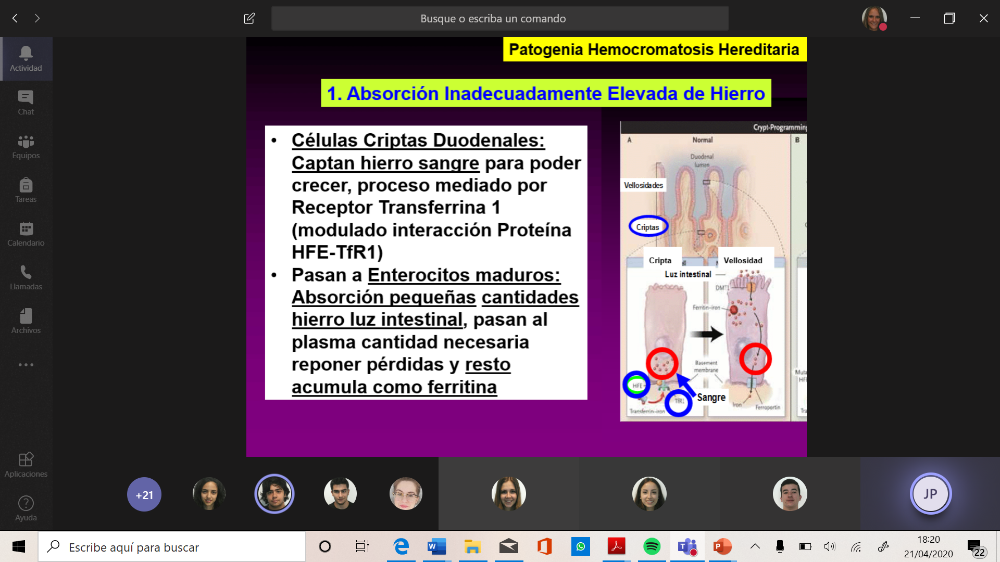 Busque o escriba un comando
Actividad
Chat
Equipos
Tareas
Calendario
Llamadas
Archivos
Aplicaciones
Ayuda
Patogenia Hemocromatosis Hereditaria
1. Absorción Inadecuadamente Elevada de Hierro
• Células Criptas Duodenales:
Captan hierro sangre para poder
crecer, proceso mediado por
Receptor Transferrina 1
(modulado interacción Proteína
HFE-TfR1)
• Pasan a Enterocitos maduros:
Absorción pequeñas cantidades
hierro luz intestinal, pasan al
plasma cantidad necesaria
reponer pérdidas y resto
acumula como ferritina
Crypt-Programming
A Normal B
Duodenal
lumen
Vellosidades
Criptas
Cripta Vellosidad
Luz intestinal
DMT1
Ferritin–iron
Basement
membrane
HFE
TfR1
Sangre
Transferrin–iron
Iron
Ferroportin
+21
JP
Escribe aquí para buscar
18:20
21/04/2020
22